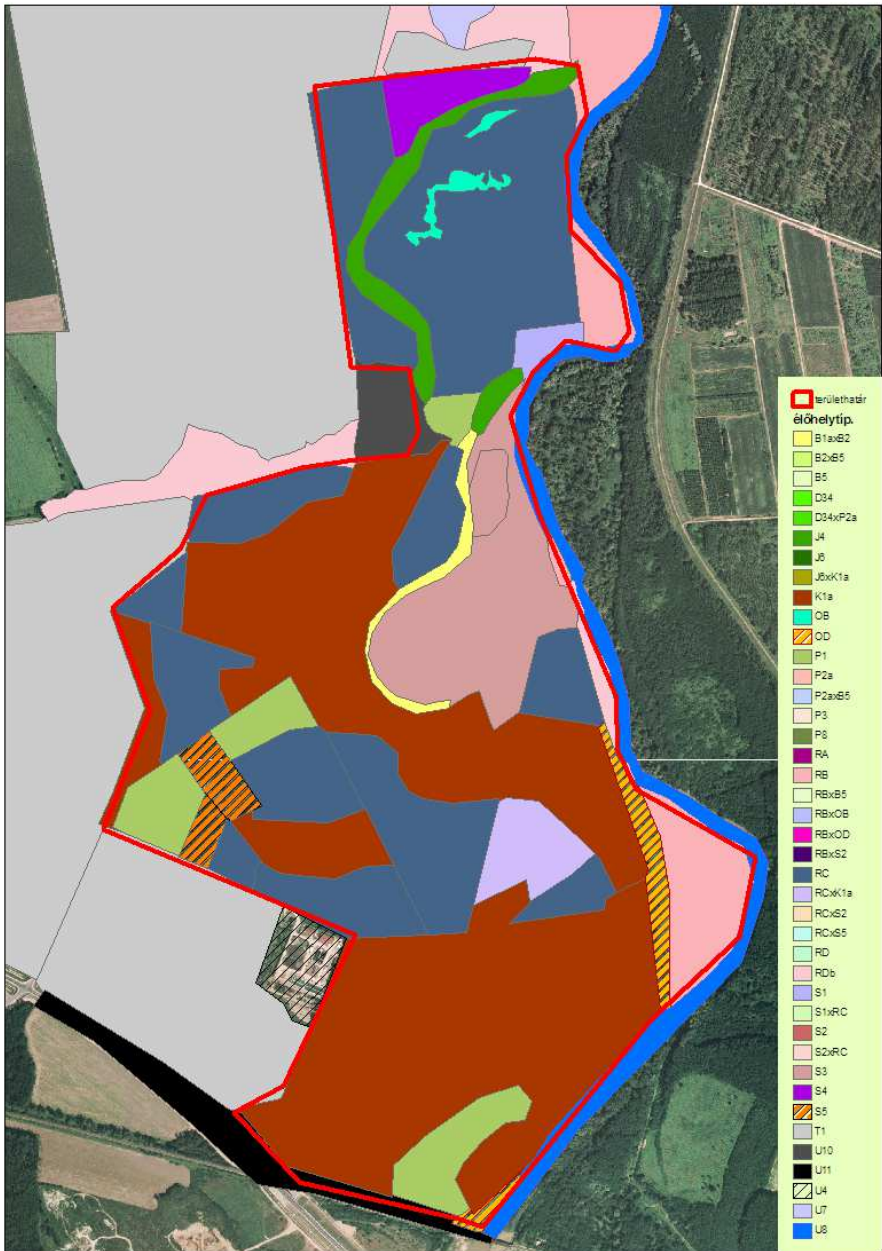 területhatár
élőhelytíp.
B1axB2
B2xB5
B5
D34
D34xP2a
J4
J6
J6xK1a
K1a
OB
OD
P1
P2a
P2axB5
P3
P8
RA
RB
RBxB5
RBxOB
RBxOD
RBxS2
RC
RCxK1a
RCxS2
RCxS5
RD
RDb
S1
S1xRC
S2
S2xRC
S3
S4
S5
T1
U10
U11
U4
U7
U8